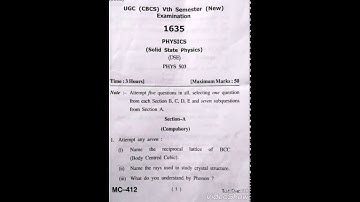 UGC (CBCS) Vth Semester (New)
Examination
1635
PHYSICS
(Solid State Physics)
(DSE)
PHYS 503
Time : 3 Hours] [Maximum Marks : 50
Note :- Attempt five questions in all, selecting one question
from each Section B, C, D, E and seven subquestions
from Section A.
Section-A
(Compulsory)
1. Attempt any seven :
(i) Name the reciprocal lattice of BCC
(Body Central Cubic).
(ii) Name the rays used to study crystal structure.
(iii) What do you understand by Phonon ?
MC-412 ( 1 )